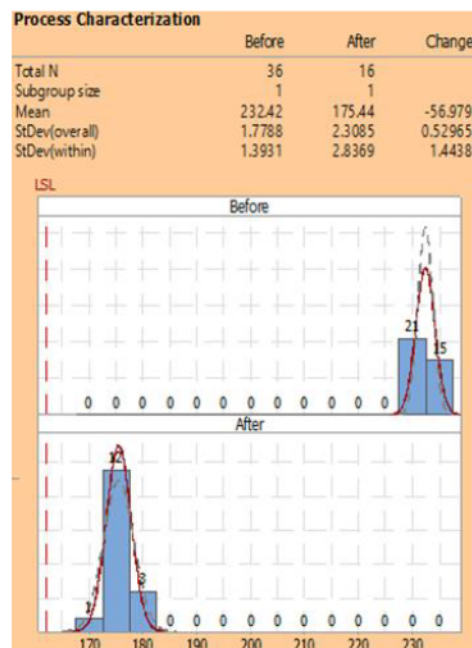 Process Characterization
Before After Change
Total N 36 16
Subgroup size 1 1
Mean 232.42 175.44 -56.979
StDev(overall) 1.7788 2.3085 0.52965
StDev(within) 1.3931 2.8369 1.4438
LSL
Before
21
15
0 0 0 0 0 0 0 0 0 0 0 0
After
12
3
1 0 0 0 0 0 0 0 0 0 0 0
170 180 190 200 210 220 230